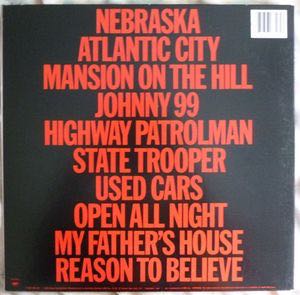 NEBRASKA
ATLANTIC CITY
MANSION ON THE HILL
JOHNNY 99
HIGHWAY PATROLMAN
STATE TROOPER
USED CARS
OPEN ALL NIGHT
MY FATHER'S HOUSE
REASON TO BELIEVE